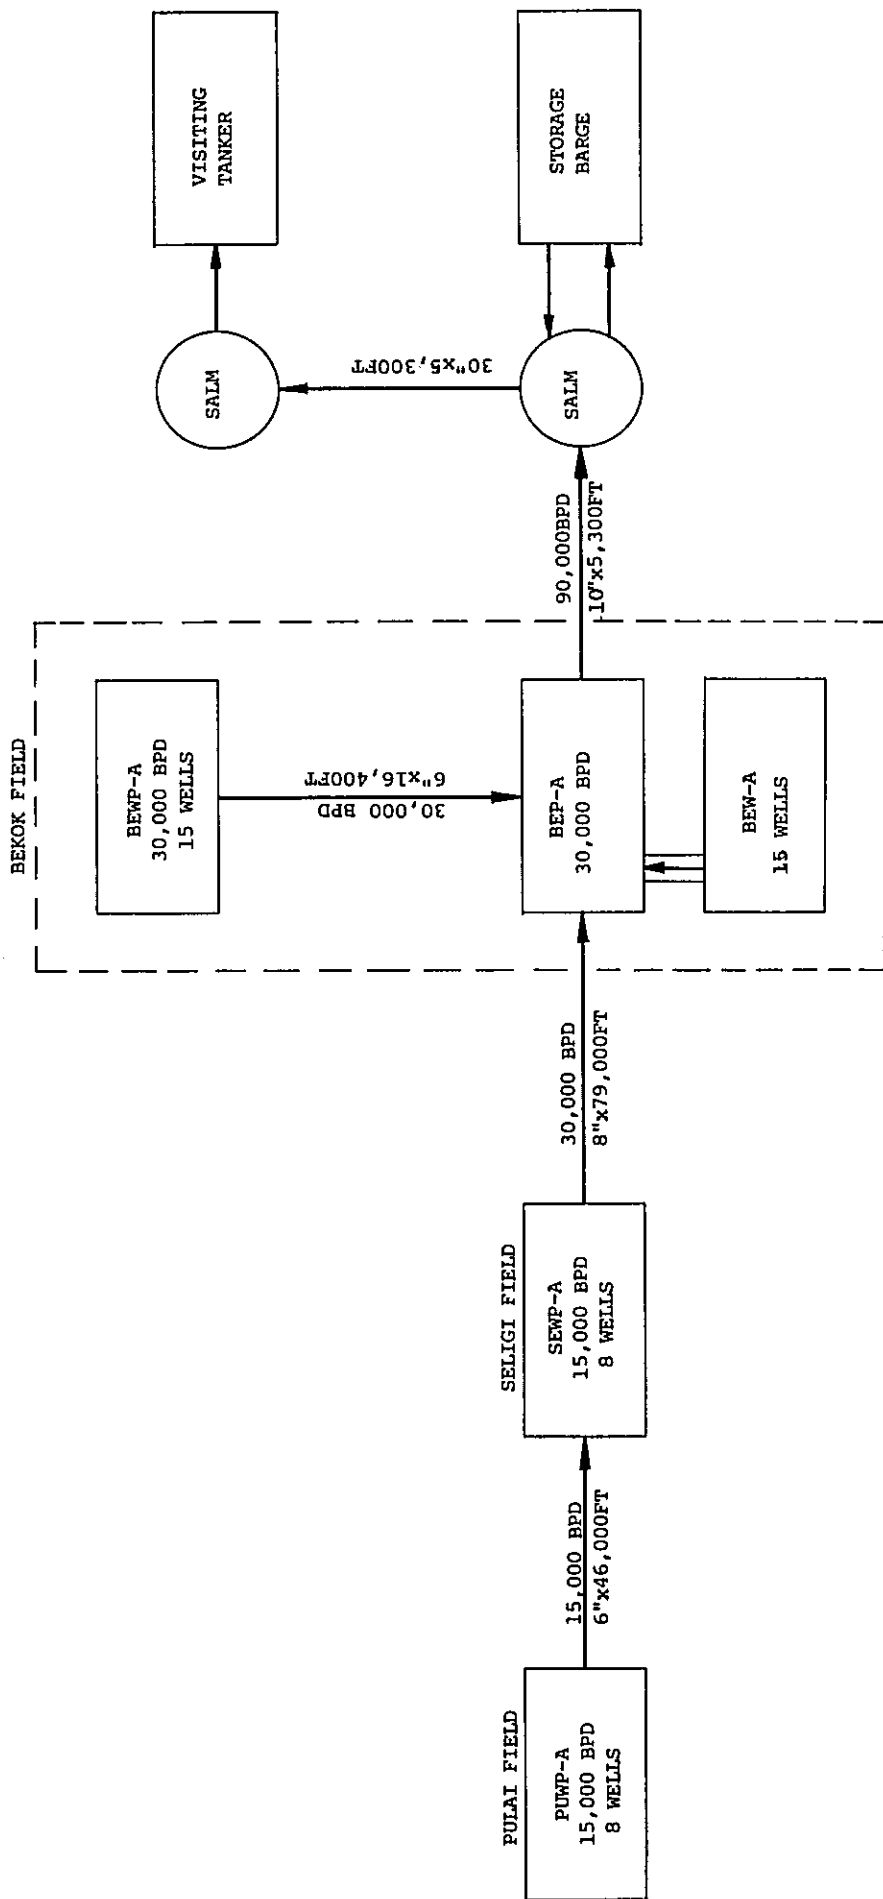 PULAI FIELD
PUWP-A
15,000 BPD
8 WELLS
15,000 BPD
6"x46,000FT
SELIGI FIELD
SEWP-A
15,000 BPD
8 WELLS
30,000 BPD
8"x79,000FT
BEKOK FIELD
BEWP-A
30,000 BPD
15 WELLS
6"x16,400FT
30,000 BPD
BEP-A
30,000 BPD
BEW-A
15 WELLS
90,000BPD
10"x5,300FT
SALM
30"x5,300FT
SALM
VISITING
TANKER
STORAGE
BARGE